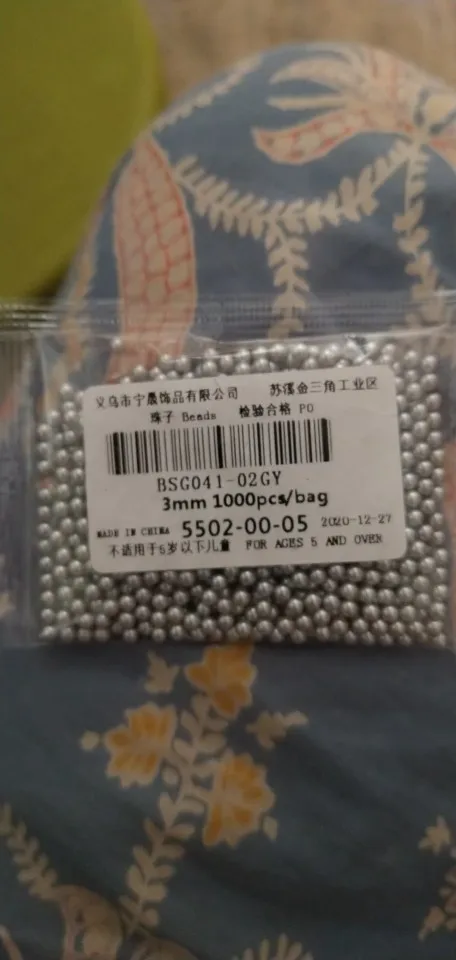 义乌市宁晟饰品有限公司 苏溪金三角工业区
珠子 Beads 检验合格 PO
BSG041-02GY
3mm 1000pcs/bag
MADE IN CHINA 5502-00-05 2020-12-27
不适用于5岁以下儿童 FOR AGES 5 AND OVER